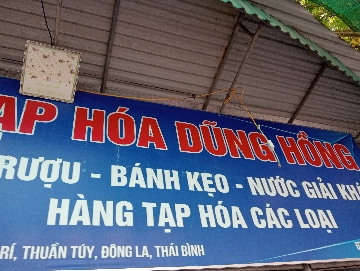 ẠP HÓA DŨNG HỒNG
RƯỢU - BÁNH KẸO - NƯỚC GIẢI KH
HÀNG TẠP HÓA CÁC LOẠI
RÍ, THUẦN TÚY, ĐÔNG LA, THÁI BÌNH